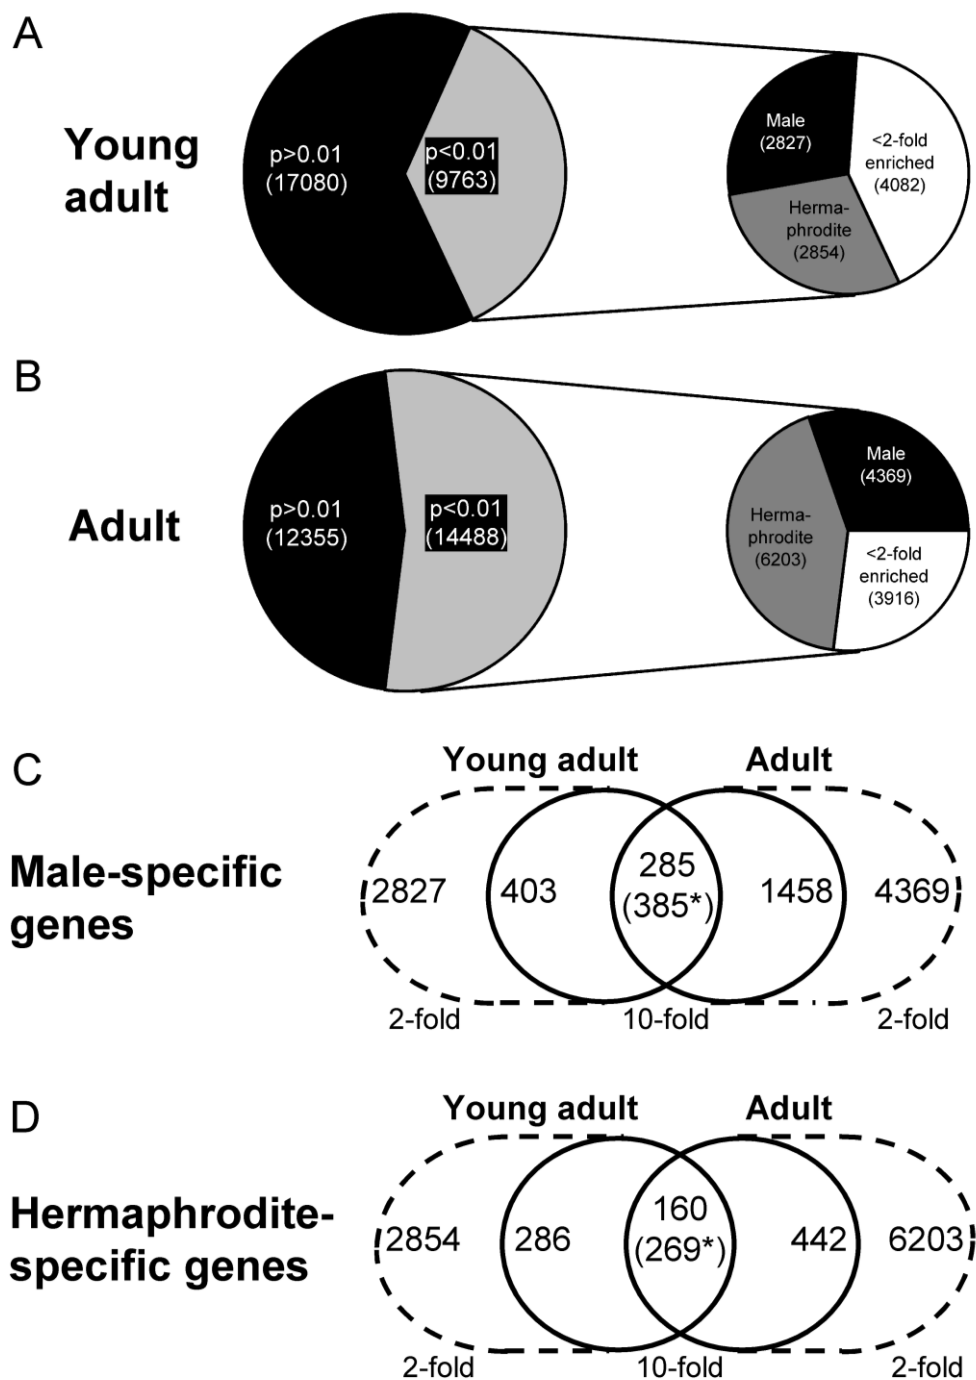 A
Young
adult
p>0.01
(17080)
p<0.01
(9763)
Male
(2827)
<2-fold
enriched
(4082)
Herma-
phrodite
(2854)
B
Adult
p>0.01
(12355)
p<0.01
(14488)
Male
(4369)
Herma-
phrodite
(6203)
<2-fold
enriched
(3916)
C
Young adult
Adult
Male-specific
genes
2827
403
285
(385*)
1458
4369
2-fold
10-fold
2-fold
D
Young adult
Adult
Hermaphrodite-
specific genes
2854
286
160
(269*)
442
6203
2-fold
10-fold
2-fold